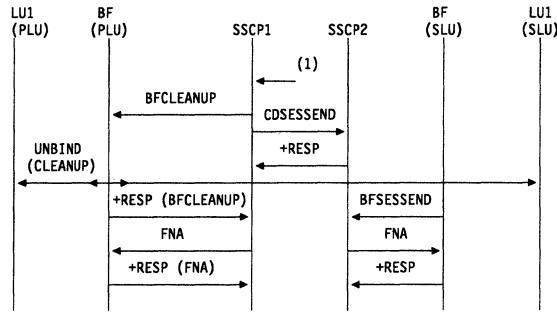 LU1 BF BF LU1
(PLU) (PLU) SSCP1 SSCP2 (SLU) (SLU)
(1)
BFCLEANUP
CDSESSEND
UNBIND +RESP
(CLEANUP)
+RESP (BFCLEANUP) BFSESSEND
FNA FNA
+RESP (FNA) +RESP